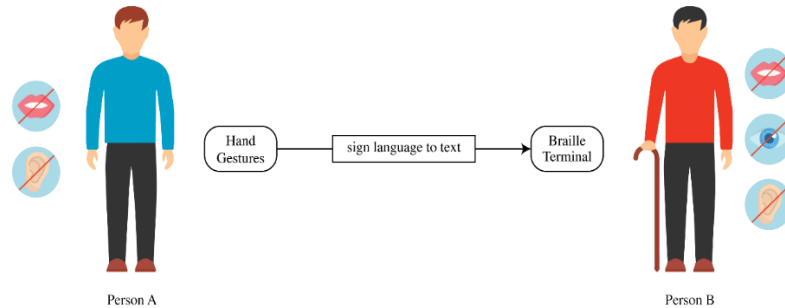 Hand
Gestures
sign language to text
Braille
Terminal
Person A
Person B